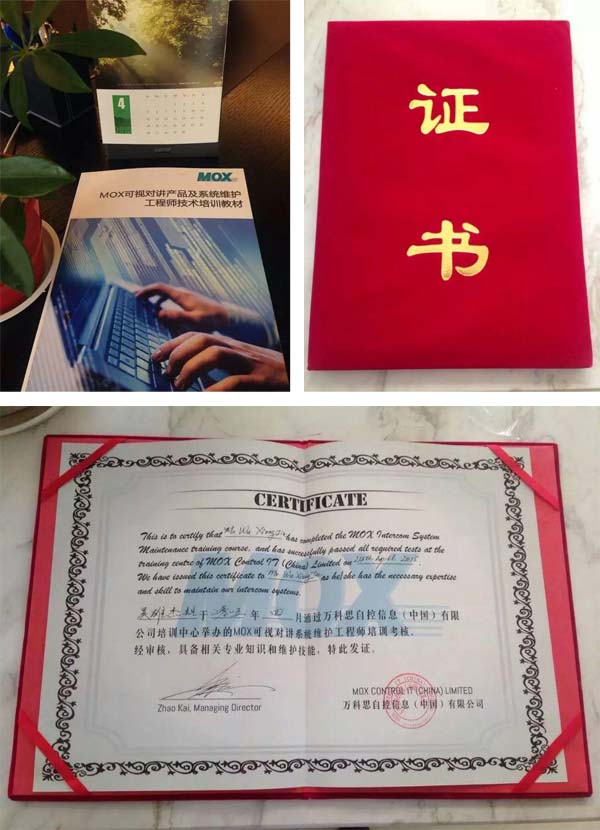 4
MOX
MOX可视对讲产品及系统维护
工程师技术培训教材
证
书
CERTIFICATE
This is to certify that Mr Wu has completed the MOX Intercom System
Maintenance training course, and has successfully passed all required tests at the
training centre of MOX Control IT (China) Limited on 2015.
We have issued this certificate to Mr Wu as he|she has the necessary expertise
and skill to maintain our intercom systems.
于 年 四 月通过万科思自控信息（中国）有限
公司培训中心举办的MOX可视对讲系统维护工程师培训考核。
经审核，具备相关专业知识和维护技能，特此发证。
Zhao Kai, Managing Director
MOX CONTROL IT (CHINA) LIMITED
万科思自控信息（中国）有限公司